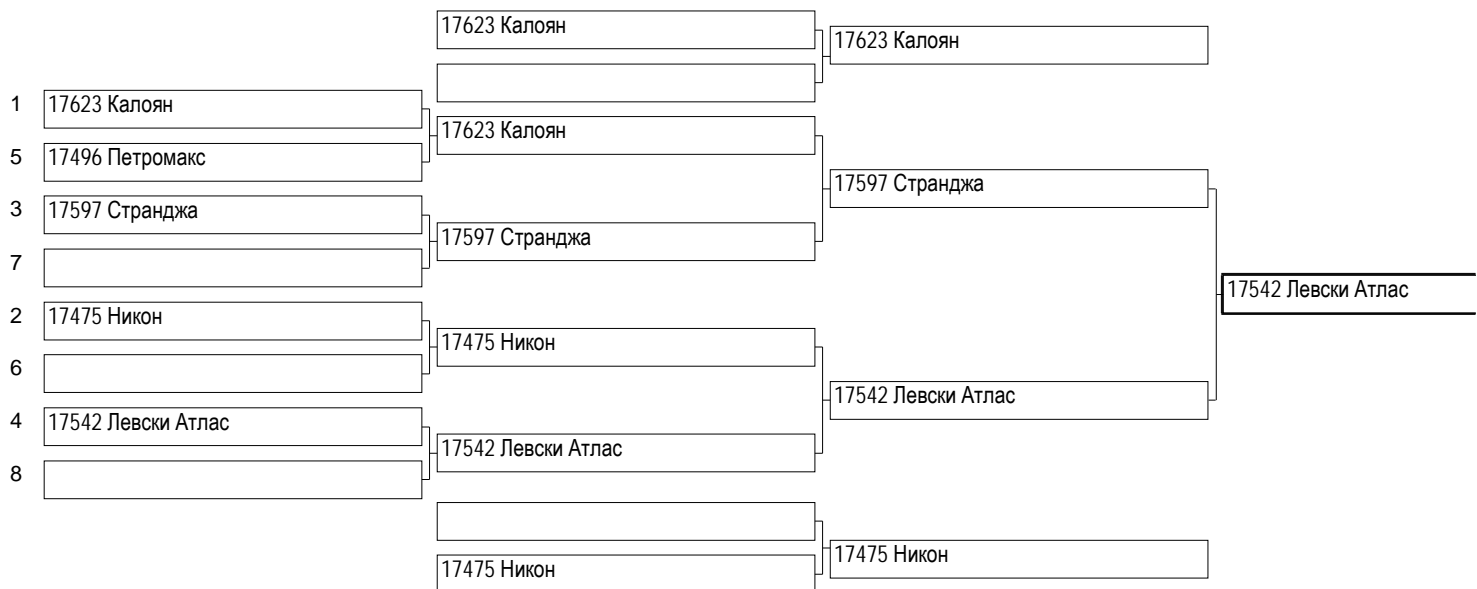 17623 Калоян
17623 Калоян
1 17623 Калоян
17623 Калоян
5 17496 Петромакс
17597 Странджа
3 17597 Странджа
17597 Странджа
7
17542 Левски Атлас
2 17475 Никон
17475 Никон
6
17542 Левски Атлас
4 17542 Левски Атлас
17542 Левски Атлас
8
17475 Никон
17475 Никон